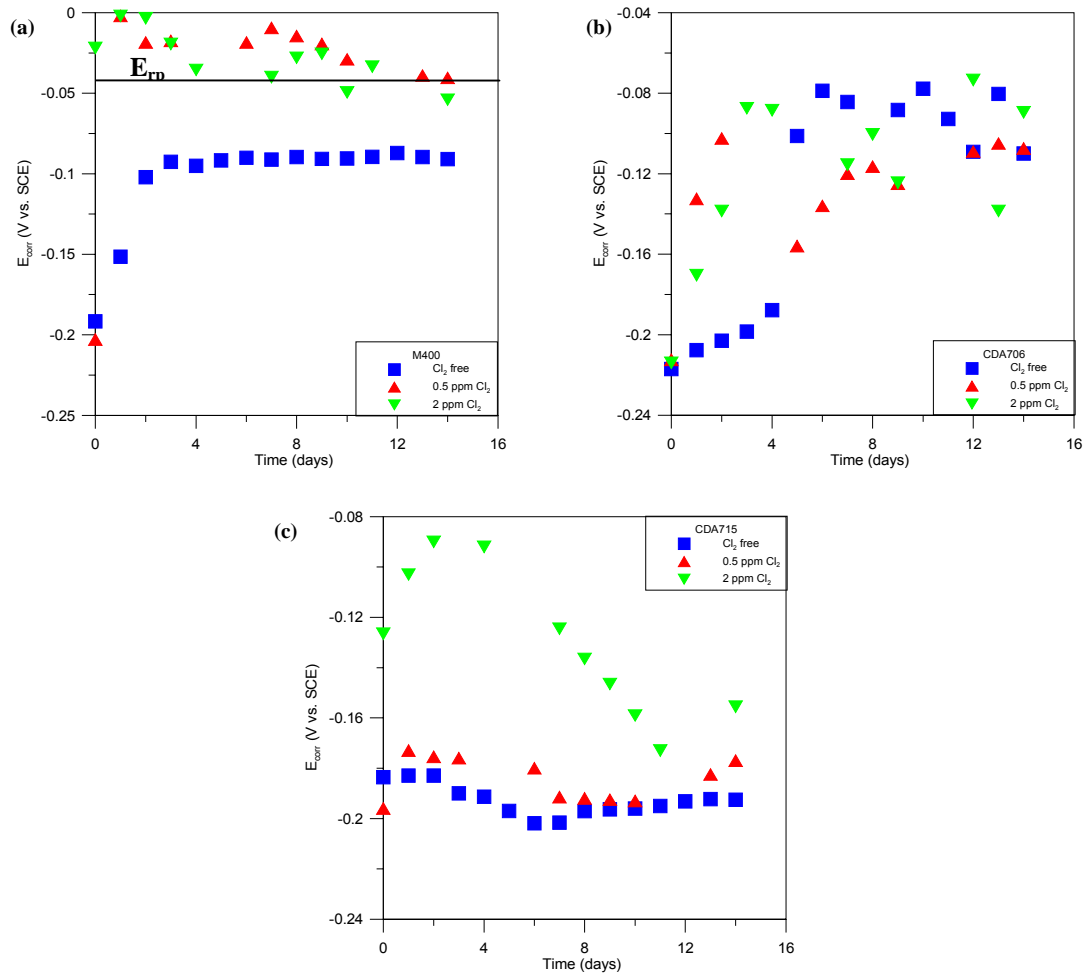 (a)
0
-0.05
-0.1
-0.15
-0.2
-0.25
E_corr (V vs. SCE)
E_rp
M400
Cl₂ free
0.5 ppm Cl₂
2 ppm Cl₂
0 4 8 12 16
Time (days)
(b)
-0.04
-0.08
-0.12
-0.16
-0.2
-0.24
E_corr (V vs. SCE)
CDA706
Cl₂ free
0.5 ppm Cl₂
2 ppm Cl₂
0 4 8 12 16
Time (days)
(c)
-0.08
-0.12
-0.16
-0.2
-0.24
E_corr (V vs. SCE)
CDA715
Cl₂ free
0.5 ppm Cl₂
2 ppm Cl₂
0 4 8 12 16
Time (days)